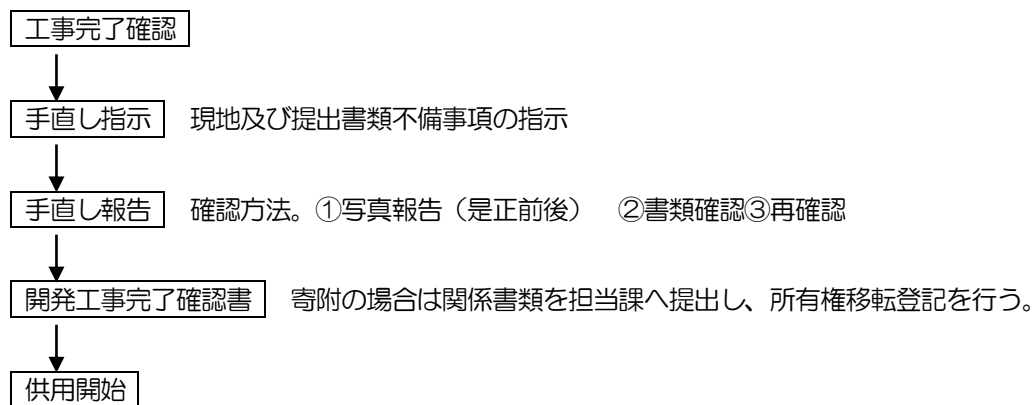 工事完了確認
手直し指示　現地及び提出書類不備事項の指示
手直し報告　確認方法。①写真報告（是正前後）　②書類確認③再確認
開発工事完了確認書　寄附の場合は関係書類を担当課へ提出し、所有権移転登記を行う。
供用開始